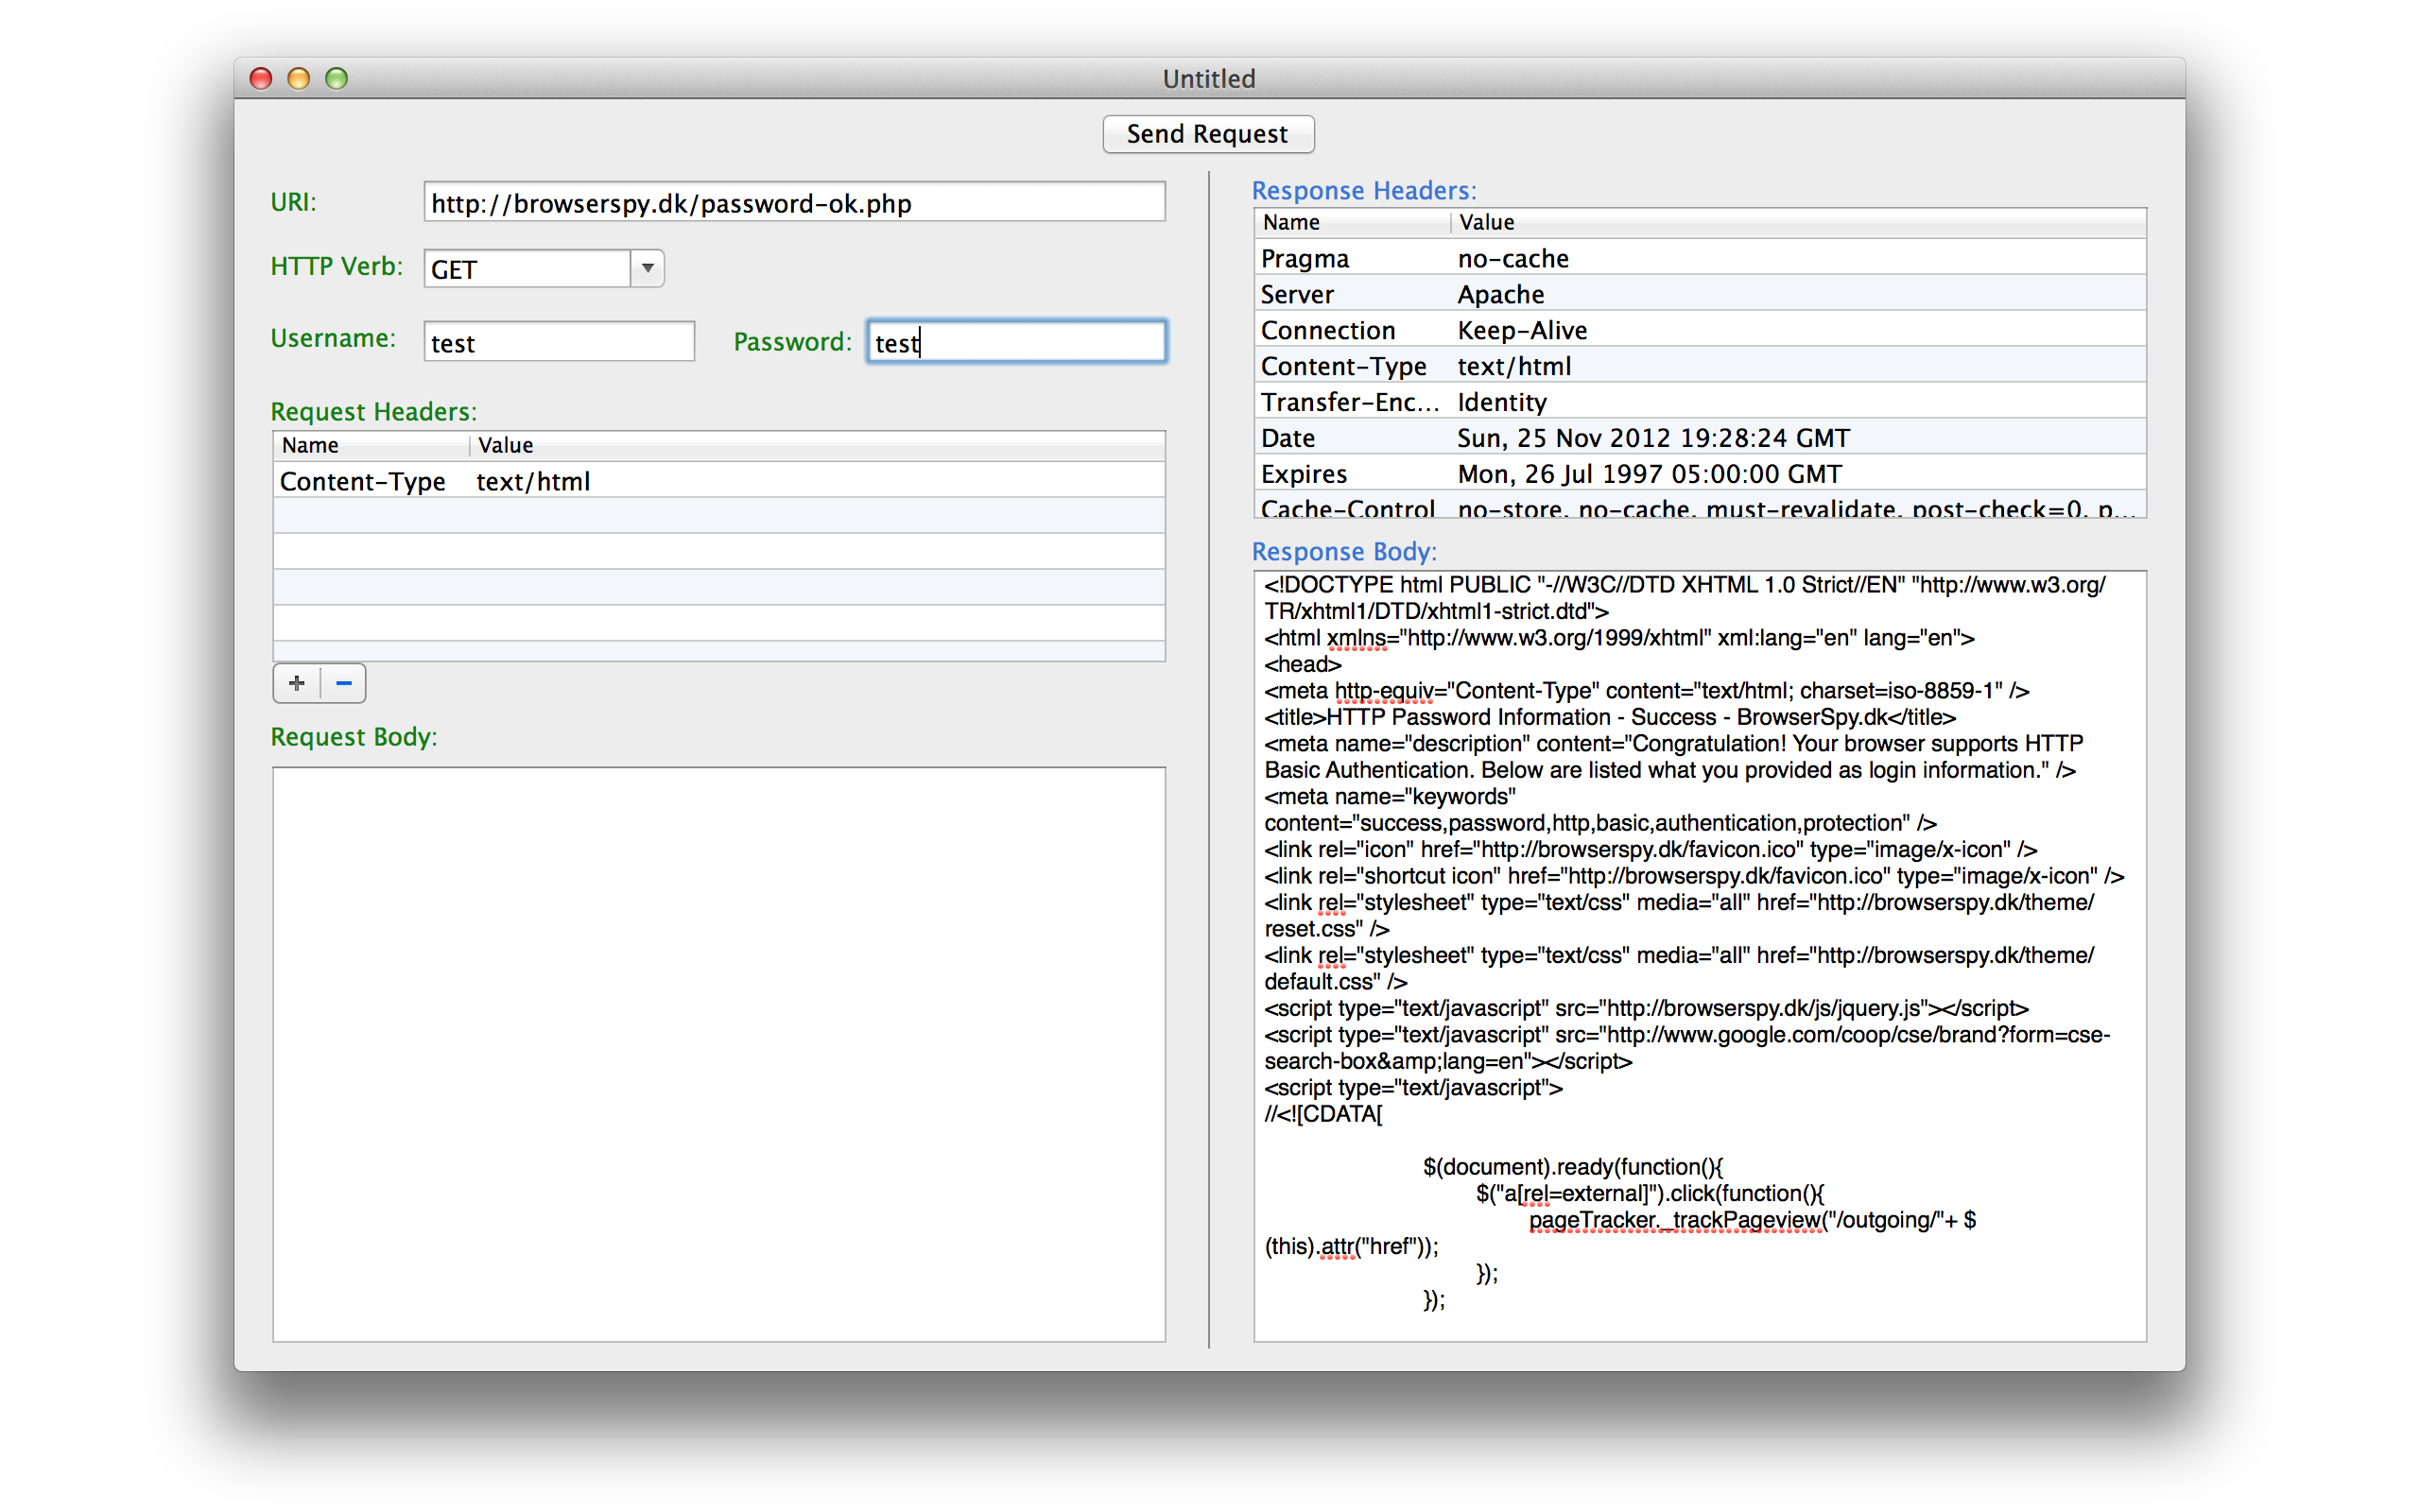 Untitled
Send Request
URI: http://browserspy.dk/password-ok.php
HTTP Verb: GET
Username: test Password: test
Request Headers:
Name Value
Content-Type text/html
+ −
Request Body:
Response Headers:
Name Value
Pragma no-cache
Server Apache
Connection Keep-Alive
Content-Type text/html
Transfer-Enc... Identity
Date Sun, 25 Nov 2012 19:28:24 GMT
Expires Mon, 26 Jul 1997 05:00:00 GMT
Cache-Control no-store, no-cache, must-revalidate, post-check=0, p...
Response Body:
<!DOCTYPE html PUBLIC "-//W3C//DTD XHTML 1.0 Strict//EN" "http://www.w3.org/
TR/xhtml1/DTD/xhtml1-strict.dtd">
<html xmlns="http://www.w3.org/1999/xhtml" xml:lang="en" lang="en">
<head>
<meta http-equiv="Content-Type" content="text/html; charset=iso-8859-1" />
<title>HTTP Password Information - Success - BrowserSpy.dk</title>
<meta name="description" content="Congratulation! Your browser supports HTTP
Basic Authentication. Below are listed what you provided as login information." />
<meta name="keywords"
content="success,password,http,basic,authentication,protection" />
<link rel="icon" href="http://browserspy.dk/favicon.ico" type="image/x-icon" />
<link rel="shortcut icon" href="http://browserspy.dk/favicon.ico" type="image/x-icon" />
<link rel="stylesheet" type="text/css" media="all" href="http://browserspy.dk/theme/
reset.css" />
<link rel="stylesheet" type="text/css" media="all" href="http://browserspy.dk/theme/
default.css" />
<script type="text/javascript" src="http://browserspy.dk/js/jquery.js"></script>
<script type="text/javascript" src="http://www.google.com/coop/cse/brand?form=cse-
search-box&amp;lang=en"></script>
<script type="text/javascript">
//<![CDATA[
$(document).ready(function(){
$("a[rel=external]").click(function(){
pageTracker._trackPageview("/outgoing/"+ $
(this).attr("href"));
});
});